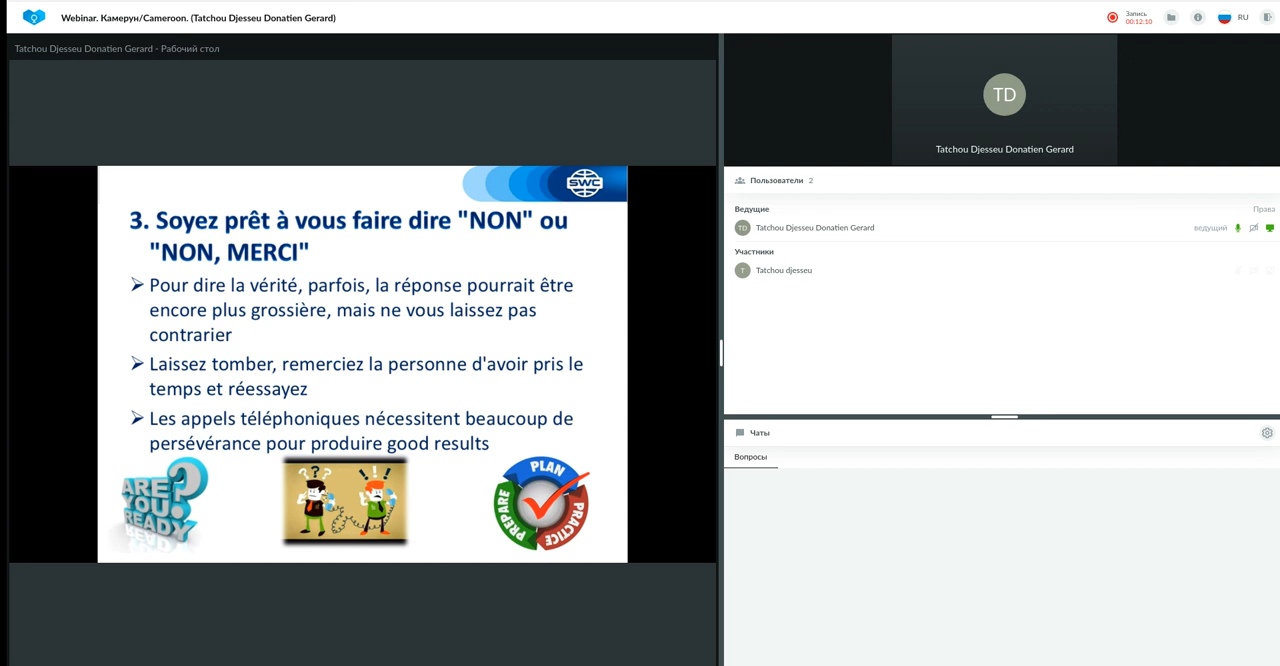 Webinar. Камерун/Cameroon. (Tatchou Djesseu Donatien Gerard)
Запись
00:12:10
RU
Tatchou Djesseu Donatien Gerard - Рабочий стол
SWC
3. Soyez prêt à vous faire dire "NON" ou
"NON, MERCI"
➢ Pour dire la vérité, parfois, la réponse pourrait être
encore plus grossière, mais ne vous laissez pas
contrarier
➢ Laissez tomber, remerciez la personne d'avoir pris le
temps et réessayez
➢ Les appels téléphoniques nécessitent beaucoup de
persévérance pour produire good results
ARE
YOU
READY
?
???
!!!
PLAN
PRACTICE
PREPARE
TD
Tatchou Djesseu Donatien Gerard
Пользователи 2
Ведущие Права
TD Tatchou Djesseu Donatien Gerard ведущий
Участники
T Tatchou djesseu
Чаты
Вопросы